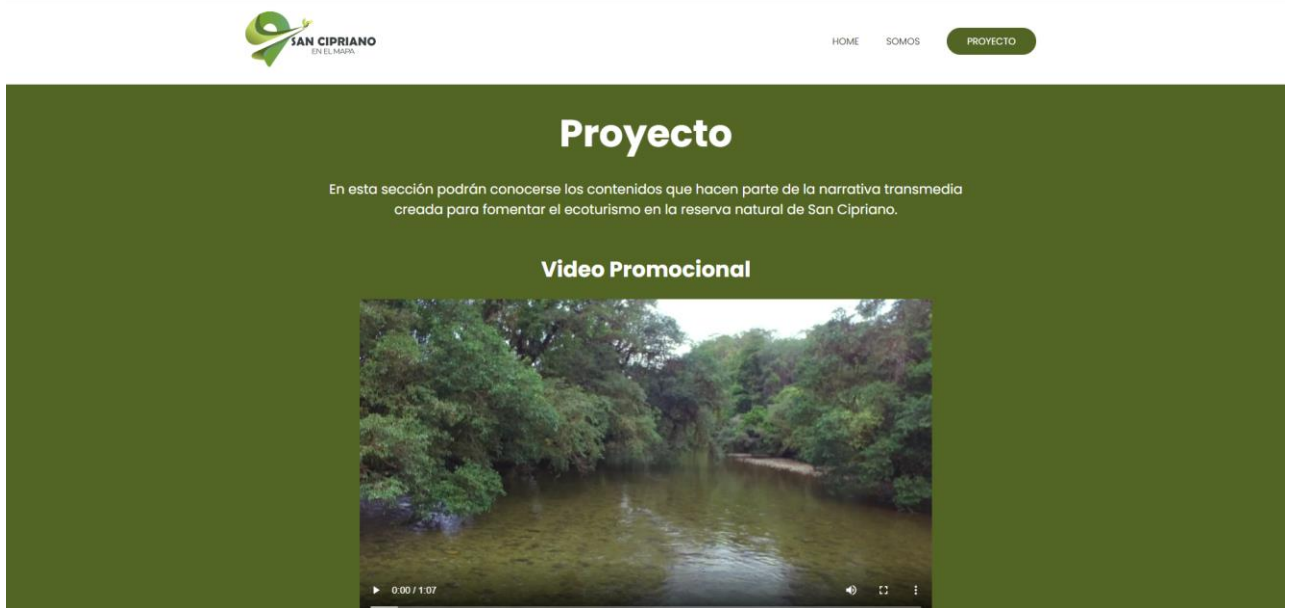 SAN CIPRIANO
EN EL MAPA
HOME SOMOS PROYECTO
Proyecto
En esta sección podrán conocerse los contenidos que hacen parte de la narrativa transmedia
creada para fomentar el ecoturismo en la reserva natural de San Cipriano.
Video Promocional
0:00 / 1:07